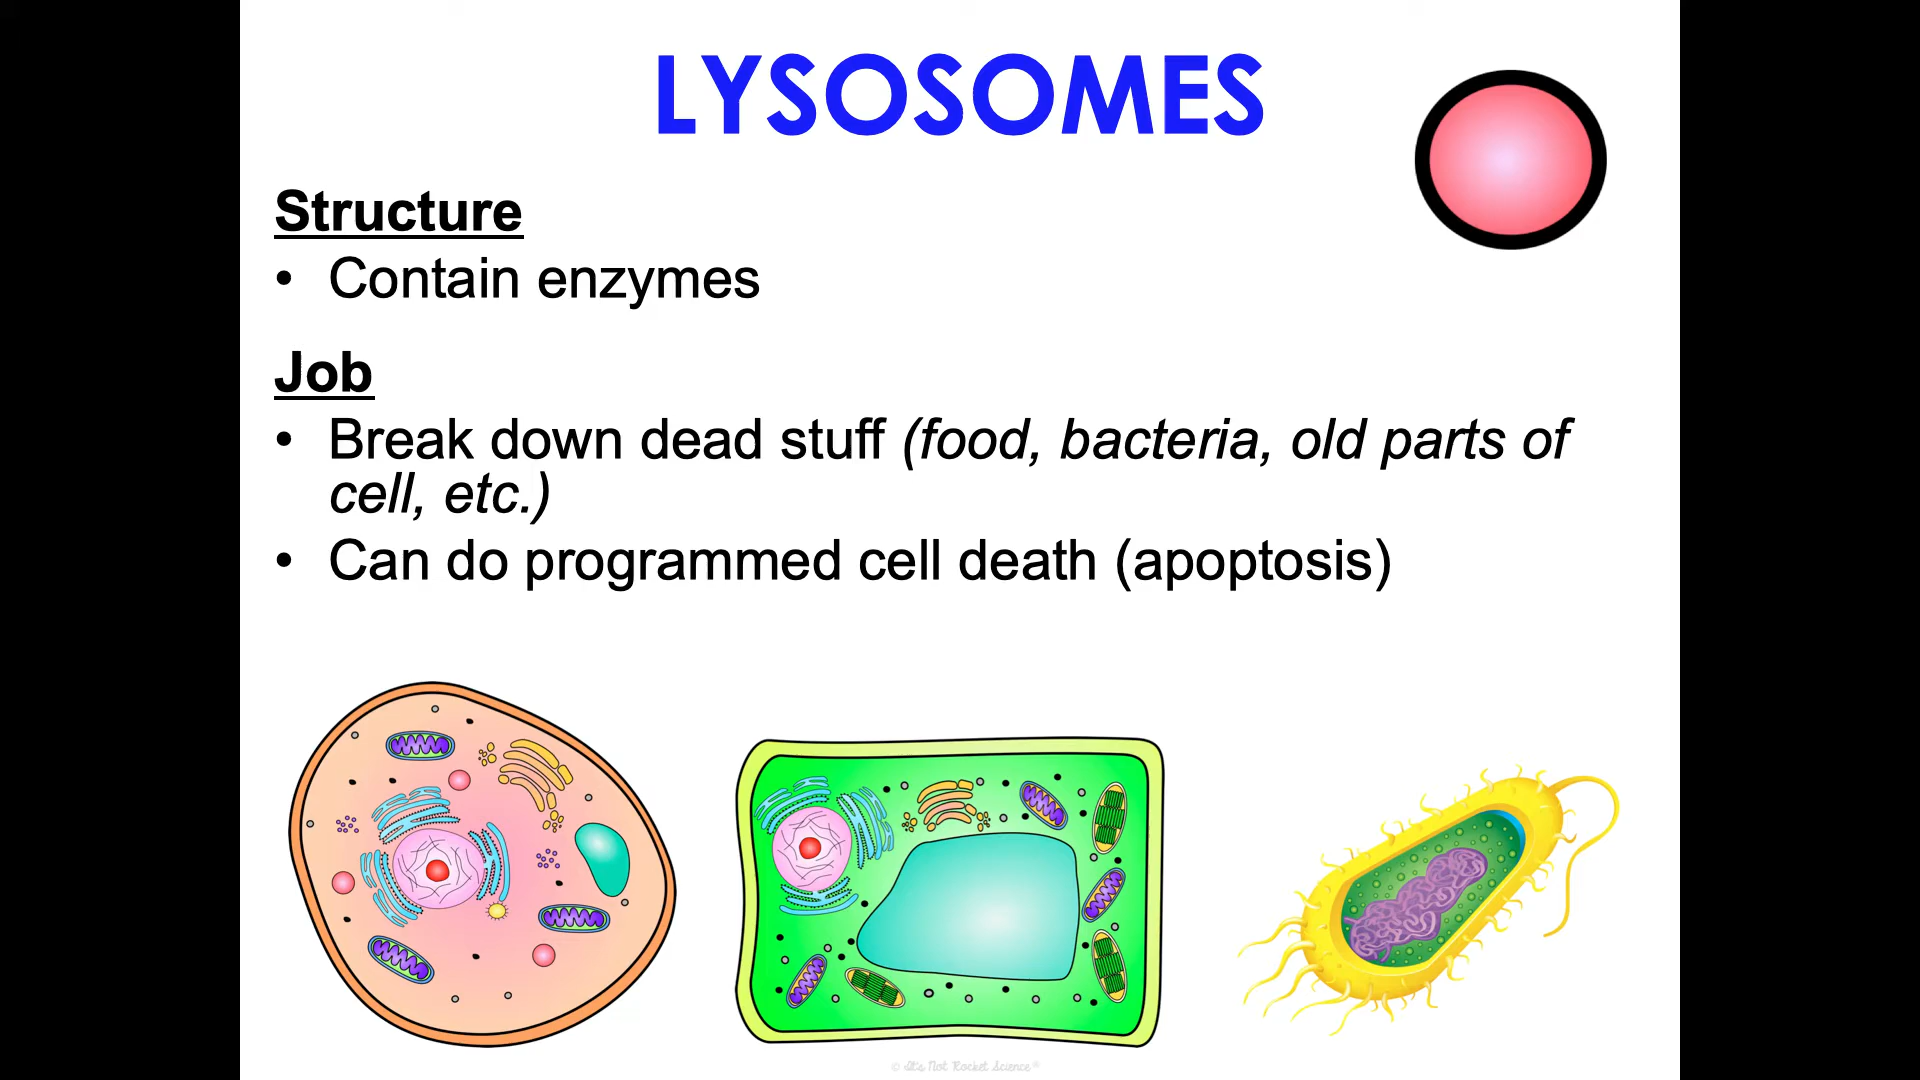 LYSOSOMES
Structure
• Contain enzymes
Job
• Break down dead stuff (food, bacteria, old parts of
cell, etc.)
• Can do programmed cell death (apoptosis)
© It's Not Rocket Science®